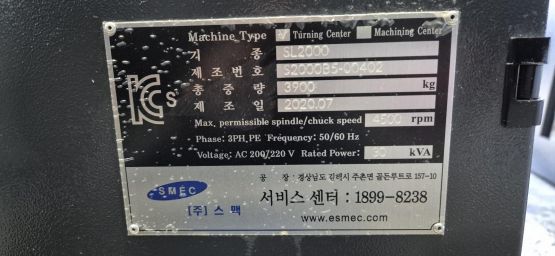 Machine Type ✓ Turning Center Machining Center
기 종 SL2000
제조번호 S2000BS-00402
총 중 량 3900 kg
제 조 일 2020.07
Max. permissible spindle/chuck speed 4500 rpm
Phase: 3PH,PE Frequency: 50/60 Hz
Voltage: AC 200/220 V Rated Power: 30 kVA
KC s
SMEC
[주] 스 맥
공 장 : 경상남도 김해시 주촌면 골든루트로 157-10
서비스 센터 : 1899-8238
www.esmec.com